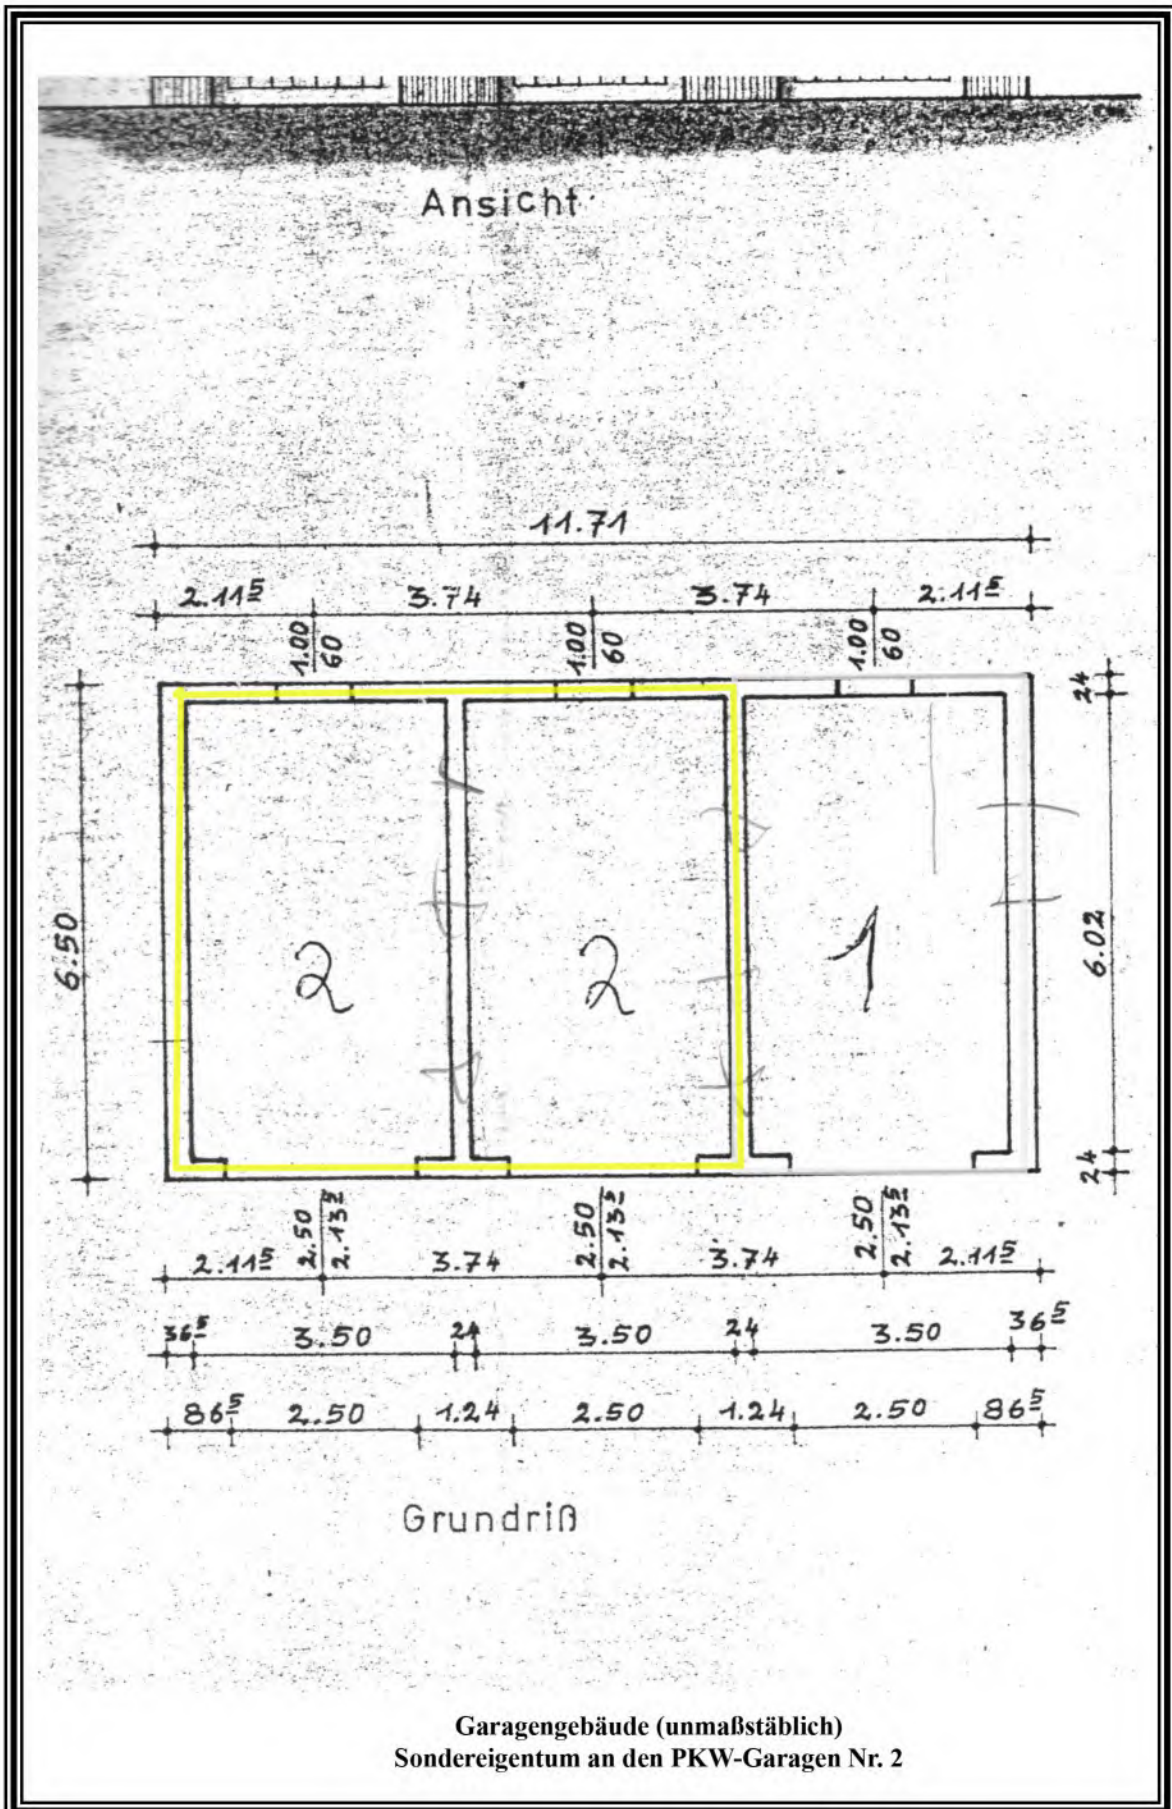 Ansicht
11.71
2.11⁵ 3.74 3.74 2.11⁵
1.00 60 1.00 60 1.00 60
24
6.50
2 2 1
6.02
24
2.50 2.13⁵ 2.50 2.13⁵ 2.50 2.13⁵
2.11⁵ 3.74 3.74 2.11⁵
36⁵ 3.50 24 3.50 24 3.50 36⁵
86⁵ 2.50 1.24 2.50 1.24 2.50 86⁵
Grundriß
Garagengebäude (unmaßstäblich)
Sondereigentum an den PKW-Garagen Nr. 2